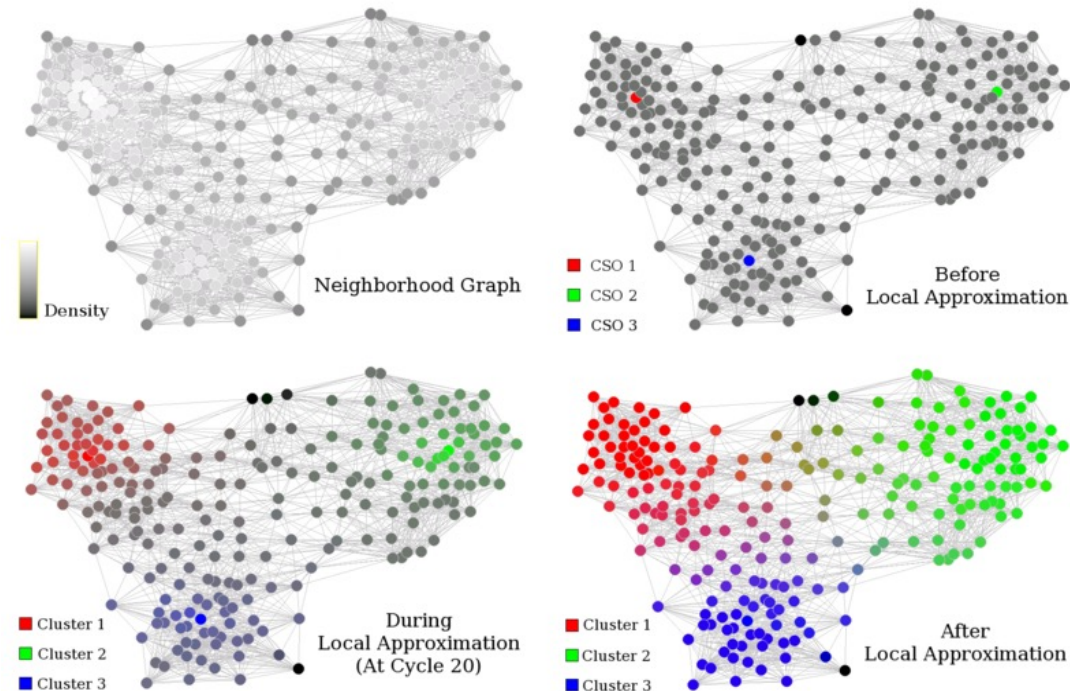 Density
Neighborhood Graph
CSO 1
CSO 2
CSO 3
Before
Local Approximation
Cluster 1
Cluster 2
Cluster 3
During
Local Approximation
(At Cycle 20)
Cluster 1
Cluster 2
Cluster 3
After
Local Approximation